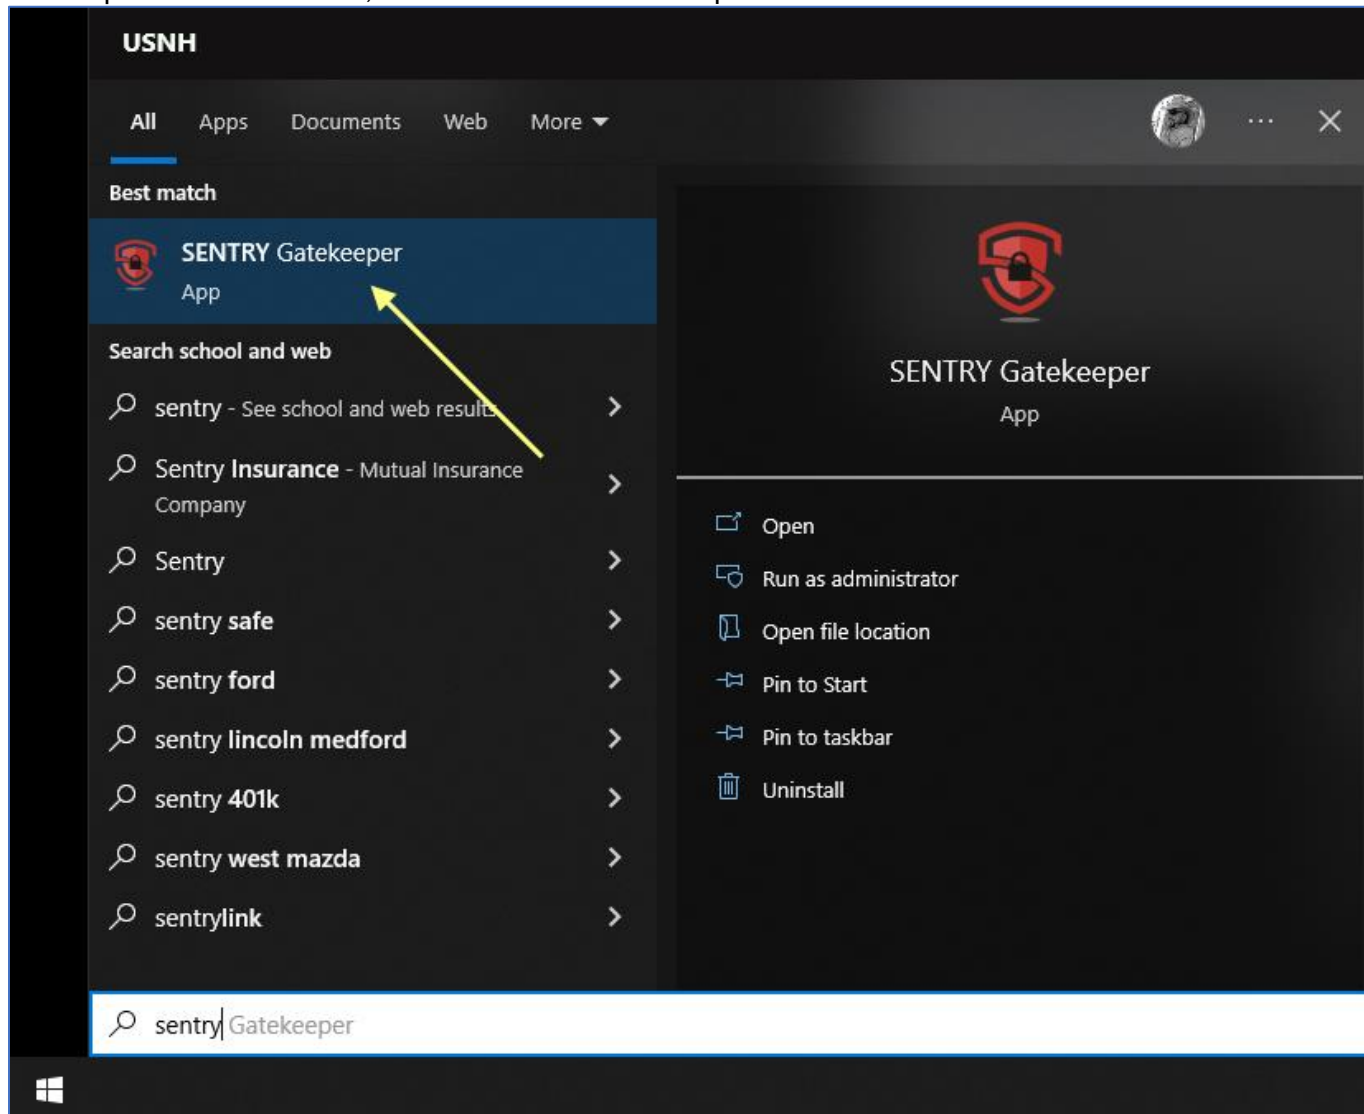 USNH
All Apps Documents Web More
Best match
SENTRY Gatekeeper
App
Search school and web
sentry - See school and web results
Sentry Insurance - Mutual Insurance
Company
Sentry
sentry safe
sentry ford
sentry lincoln medford
sentry 401k
sentry west mazda
sentrylink
SENTRY Gatekeeper
App
Open
Run as administrator
Open file location
Pin to Start
Pin to taskbar
Uninstall
sentry Gatekeeper